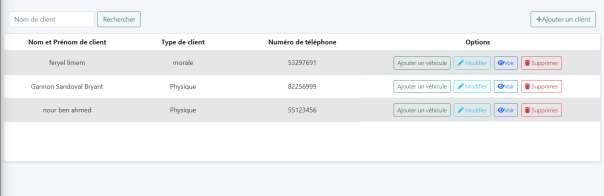 Nom de client Rechercher +Ajouter un client
Nom et Prénom de client Type de client Numéro de téléphone Options
feryel limem morale 53297691 Ajouter un véhicule Modifier Voir Supprimer
Gannon Sandoval Bryant Physique 82256999 Ajouter un véhicule Modifier Voir Supprimer
nour ben ahmed Physique 55123456 Ajouter un véhicule Modifier Voir Supprimer